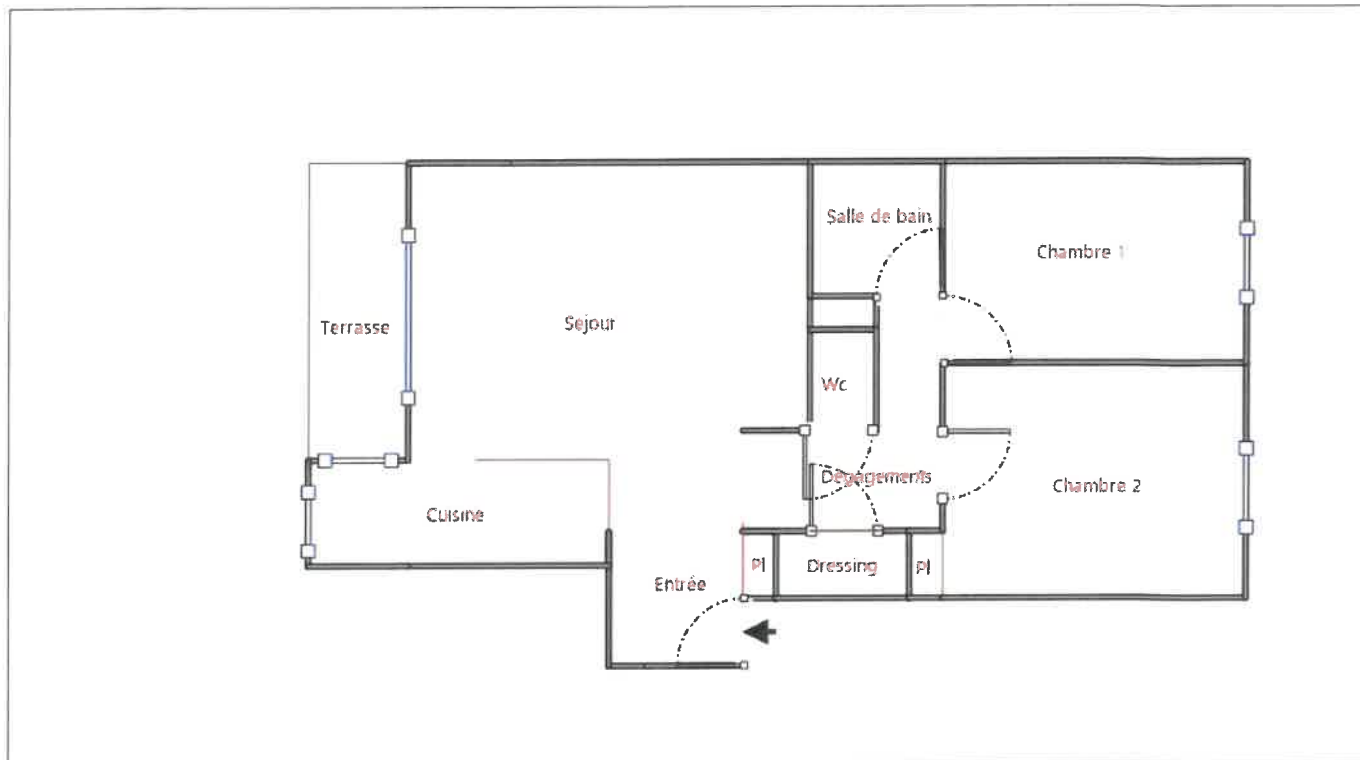 Salle de bain
Chambre 1
Terrasse
Sejour
Wc
Dégagements
Chambre 2
Cuisine
Entrée
Pl
Dressing
Pl